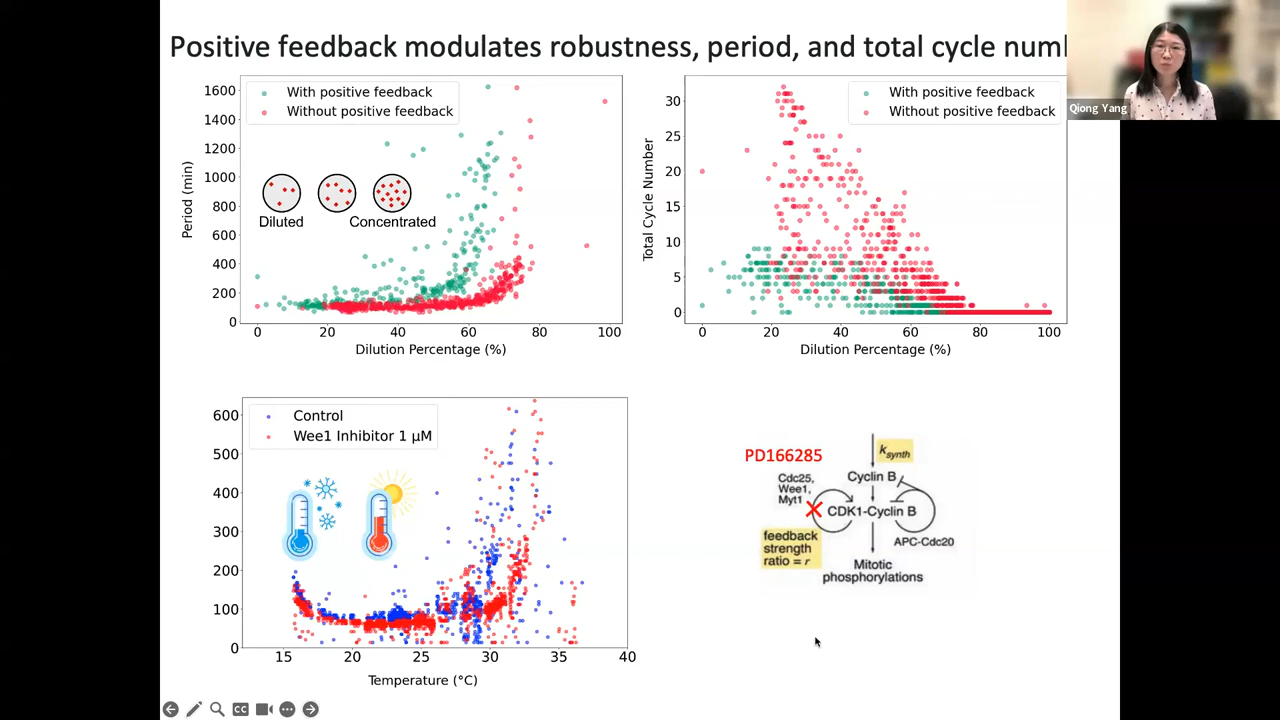 Positive feedback modulates robustness, period, and total cycle num
Qiong Yang
With positive feedback
Without positive feedback
1600
1400
1200
1000
800
600
400
200
0
Period (min)
Diluted
Concentrated
0 20 40 60 80 100
Dilution Percentage (%)
With positive feedback
Without positive feedback
30
25
20
15
10
5
0
Total Cycle Number
0 20 40 60 80 100
Dilution Percentage (%)
Control
Wee1 Inhibitor 1 μM
600
500
400
300
200
100
0
15 20 25 30 35 40
Temperature (°C)
PD166285
ksynth
Cyclin B
Cdc25,
Wee1,
Myt1
CDK1-Cyclin B
feedback
strength
ratio = r
APC-Cdc20
Mitotic
phosphorylations
CC